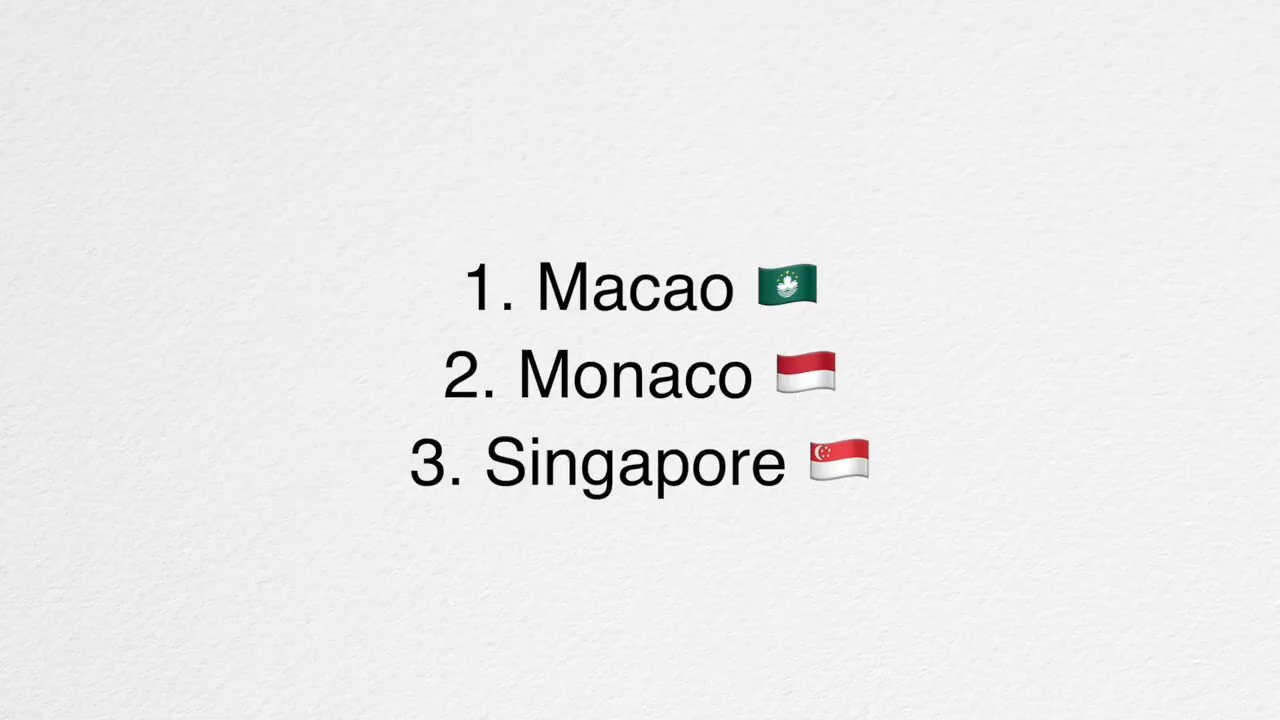 1. Macao 🇲🇴
2. Monaco 🇲🇨
3. Singapore 🇸🇬